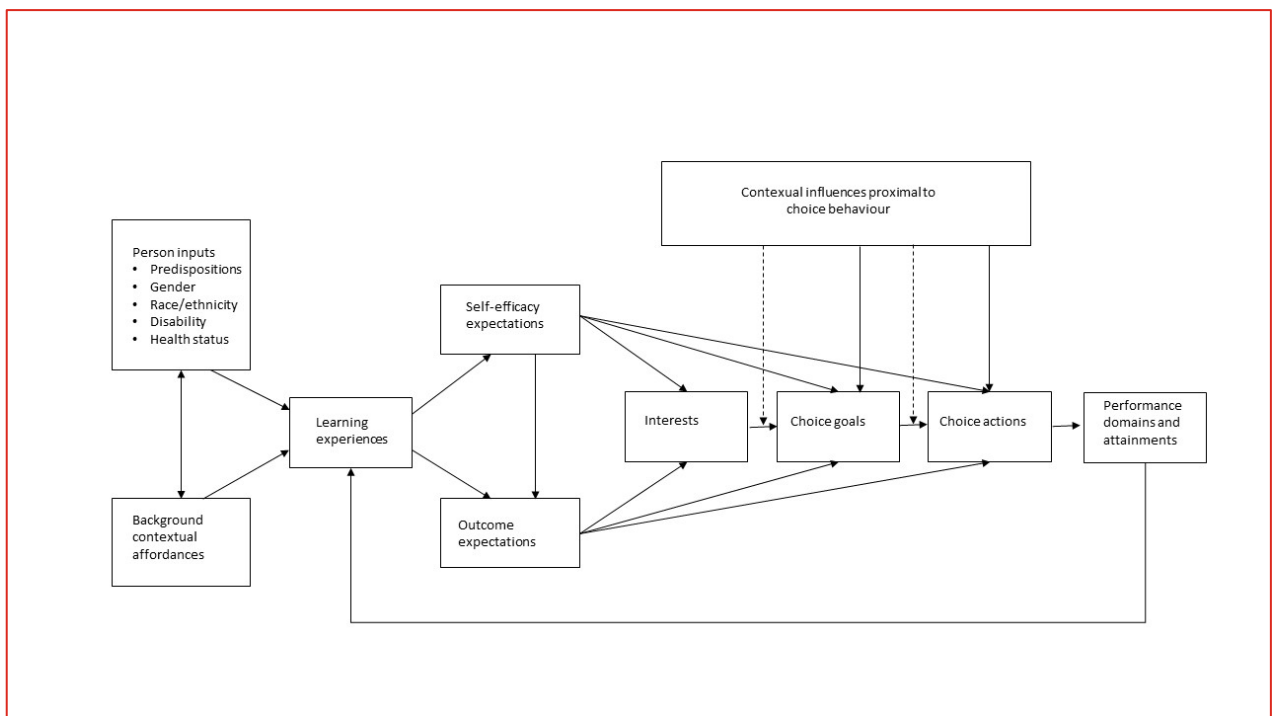 Contexual influences proximal to
choice behaviour
Person inputs
• Predispositions
• Gender
• Race/ethnicity
• Disability
• Health status
Self-efficacy
expectations
Learning
experiences
Interests
Choice goals
Choice actions
Performance
domains and
attainments
Background
contextual
affordances
Outcome
expectations